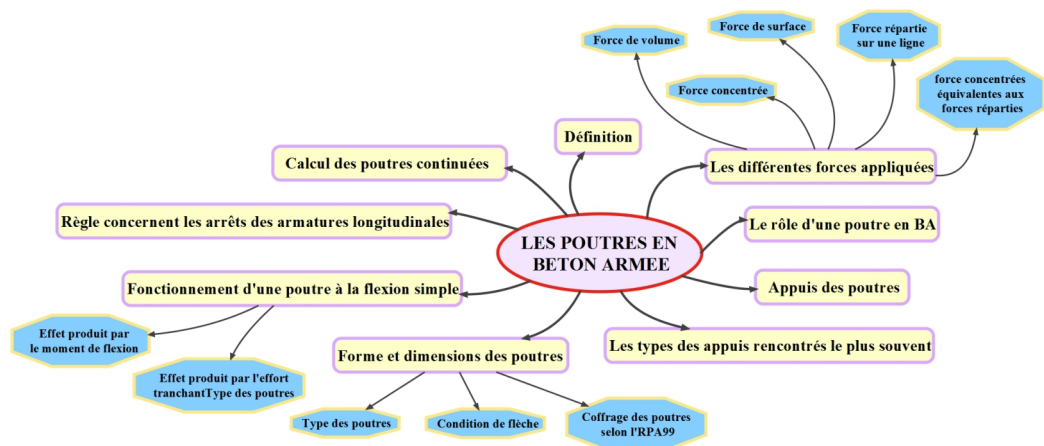 Force de volume
Force de surface
Force répartie
sur une ligne
Force concentrée
force concentrées
équivalentes aux
forces réparties
Définition
Calcul des poutres continuées
Les différentes forces appliquées
Règle concernent les arrêts des armatures longitudinales
LES POUTRES EN
BETON ARMEE
Le rôle d'une poutre en BA
Fonctionnement d'une poutre à la flexion simple
Appuis des poutres
Effet produit par
le moment de flexion
Forme et dimensions des poutres
Les types des appuis rencontrés le plus souvent
Effet produit par l'effort
tranchantType des poutres
Type des poutres
Condition de flèche
Coffrage des poutres
selon l'RPA99